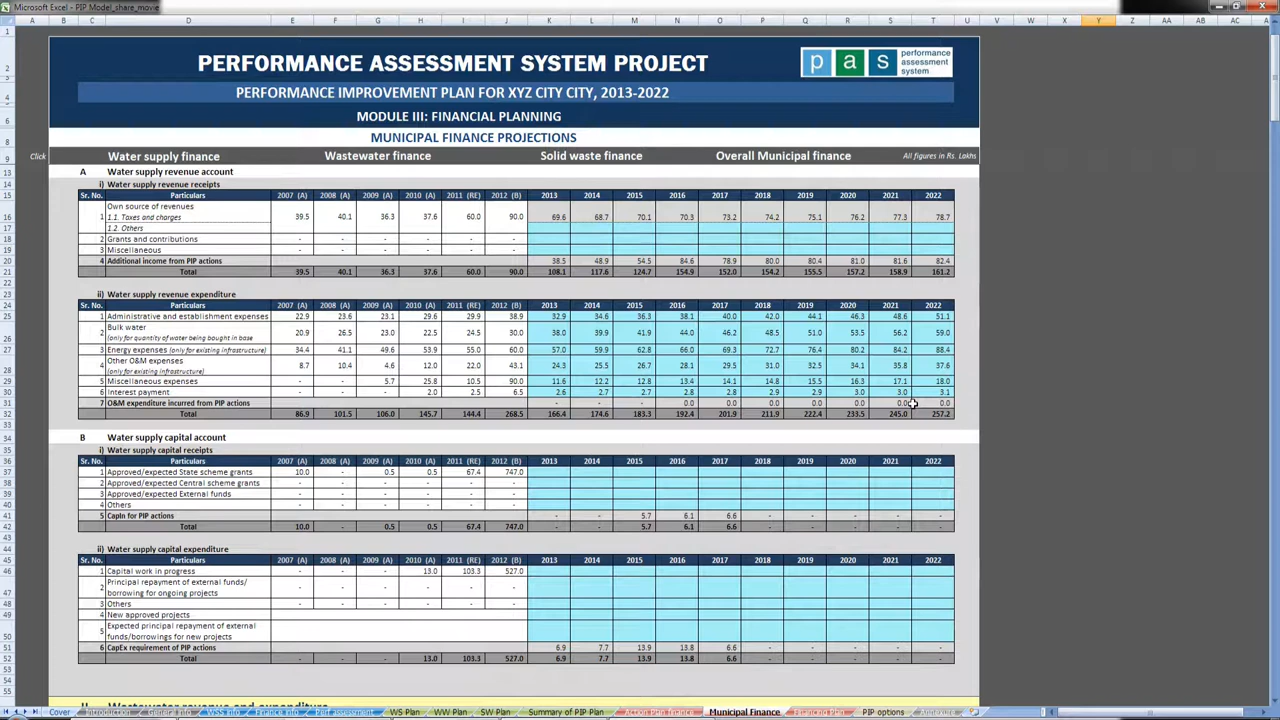 Microsoft Excel - PIP Model_share_movie
D E F G H I J K L M N O P Q R S T U V W X Y Z AA AB AC
PERFORMANCE ASSESSMENT SYSTEM PROJECT
p a s performance assessment system
PERFORMANCE IMPROVEMENT PLAN FOR XYZ CITY CITY, 2013-2022
MODULE III: FINANCIAL PLANNING
MUNICIPAL FINANCE PROJECTIONS
Click Water supply finance Wastewater finance Solid waste finance Overall Municipal finance All figures in Rs. Lakhs
A Water supply revenue account
i) Water supply revenue receipts
Sr. No. Particulars 2007 (A) 2008 (A) 2009 (A) 2010 (A) 2011 (RE) 2012 (B) 2013 2014 2015 2016 2017 2018 2019 2020 2021 2022
Own source of revenues
1 1.1. Taxes and charges 39.5 40.1 36.3 37.6 60.0 90.0 69.6 68.7 70.1 70.3 73.2 74.2 75.1 76.2 77.3 78.7
1.2. Others
2 Grants and contributions - - - - - -
3 Miscellaneous - - - - - -
4 Additional income from PIP actions 38.5 48.9 54.5 84.6 78.9 80.0 80.4 81.0 81.6 82.4
Total 39.5 40.1 36.3 37.6 60.0 90.0 108.1 117.6 124.7 154.9 152.0 154.2 155.5 157.2 158.9 161.2
ii) Water supply revenue expenditure
Sr. No. Particulars 2007 (A) 2008 (A) 2009 (A) 2010 (A) 2011 (RE) 2012 (B) 2013 2014 2015 2016 2017 2018 2019 2020 2021 2022
1 Administrative and establishment expenses 22.9 23.6 23.1 29.6 29.9 38.9 32.9 34.6 36.3 38.1 40.0 42.0 44.1 46.3 48.6 51.1
2 Bulk water (only for quantity of water being bought in base 20.9 26.5 23.0 22.5 24.5 30.0 38.0 39.9 41.9 44.0 46.2 48.5 51.0 53.5 56.2 59.0
3 Energy expenses (only for existing infrastructure) 34.4 41.1 49.6 53.9 55.0 60.0 57.0 59.9 62.8 66.0 69.3 72.7 76.4 80.2 84.2 88.4
4 Other O&M expenses (only for existing infrastructure) 8.7 10.4 4.6 12.0 22.0 43.1 24.3 25.5 26.7 28.1 29.5 31.0 32.5 34.1 35.8 37.6
5 Miscellaneous expenses - - 5.7 25.8 10.5 90.0 11.6 12.2 12.8 13.4 14.1 14.8 15.5 16.3 17.1 18.0
6 Interest payment - - - 2.0 2.5 6.5 2.6 2.7 2.7 2.8 2.8 2.9 2.9 3.0 3.0 3.1
7 O&M expenditure incurred from PIP actions - - - 0.0 0.0 0.0 0.0 0.0 0.0 0.0
Total 86.9 101.5 106.0 145.7 144.4 268.5 166.4 174.6 183.3 192.4 201.9 211.9 222.4 233.5 245.0 257.2
B Water supply capital account
i) Water supply capital receipts
Sr. No. Particulars 2007 (A) 2008 (A) 2009 (A) 2010 (A) 2011 (RE) 2012 (B) 2013 2014 2015 2016 2017 2018 2019 2020 2021 2022
1 Approved/expected State scheme grants 10.0 - 0.5 0.5 67.4 747.0
2 Approved/expected Central scheme grants - - - - - -
3 Approved/expected External funds - - - - - -
4 Others - - - - - -
5 CapIn for PIP actions - - 5.7 6.1 6.6 - - - - -
Total 10.0 - 0.5 0.5 67.4 747.0 - - 5.7 6.1 6.6 - - - - -
ii) Water supply capital expenditure
Sr. No. Particulars 2007 (A) 2008 (A) 2009 (A) 2010 (A) 2011 (RE) 2012 (B) 2013 2014 2015 2016 2017 2018 2019 2020 2021 2022
1 Capital work in progress - - - 13.0 103.3 527.0
2 Principal repayment of external funds/ borrowing for ongoing projects - - - - - -
3 Others - - - - - -
4 New approved projects
5 Expected principal repayment of external funds/borrowings for new projects
6 CapEx requirement of PIP actions 6.9 7.7 13.9 13.8 6.6 - - - - -
Total - - - 13.0 103.3 527.0 6.9 7.7 13.9 13.8 6.6 - - - - -
Cover Introduction General info WSS Info Finance info Perf assessment WS Plan WW Plan SW Plan Summary of PIP Plan Action Plan finance Municipal Finance Financing Plan PIP options Annexure